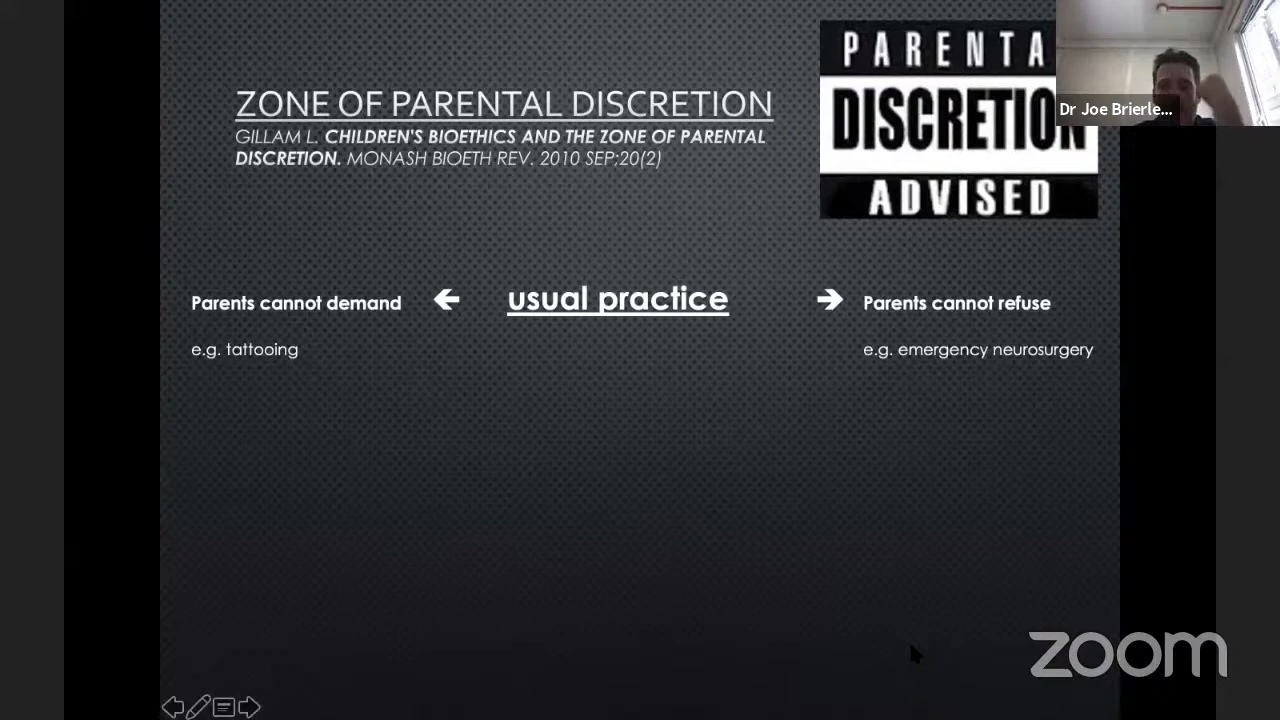 ZONE OF PARENTAL DISCRETION
GILLAM L. CHILDREN'S BIOETHICS AND THE ZONE OF PARENTAL
DISCRETION. MONASH BIOETH REV. 2010 SEP;20(2)
PARENTA
DISCRETION
ADVISED
Dr Joe Brierle...
Parents cannot demand
usual practice
Parents cannot refuse
e.g. tattooing
e.g. emergency neurosurgery
zoom